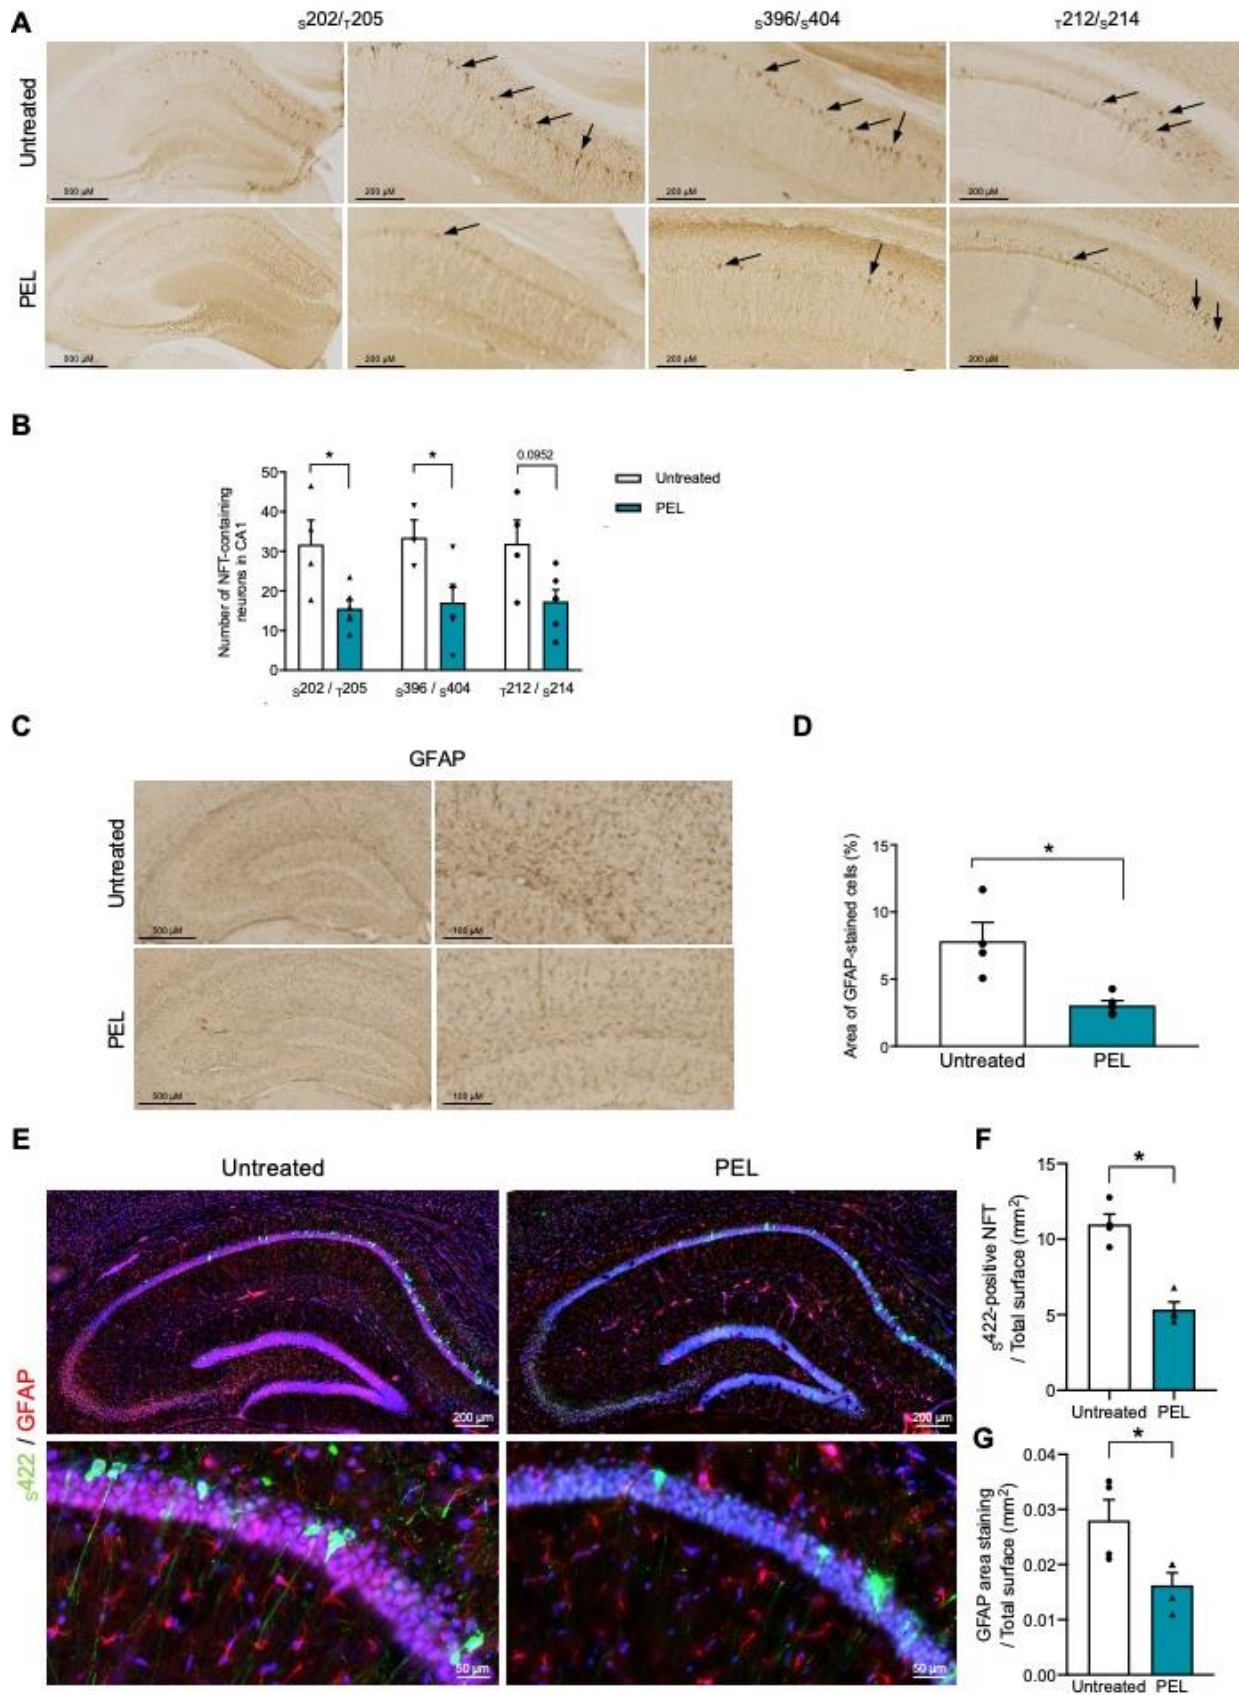 A
S202/T205
S396/S404
T212/S214
Untreated
500 µM
200 µM
200 µM
200 µM
PEL
500 µM
200 µM
200 µM
200 µM
B
Number of NFT-containing
neurons in CA1
50
40
30
20
10
0
*
*
0.0952
Untreated
PEL
S202 / T205
S396 / S404
T212 / S214
C
GFAP
Untreated
500 µM
100 µM
PEL
500 µM
100 µM
D
Area of GFAP-stained cells (%)
15
10
5
0
*
Untreated
PEL
E
Untreated
PEL
S422 / GFAP
200 µm
200 µm
50 µm
50 µm
F
S422-positive NFT
/ Total surface (mm2)
15
10
5
0
*
Untreated PEL
G
GFAP area staining
/ Total surface (mm2)
0.04
0.03
0.02
0.01
0.00
*
Untreated PEL